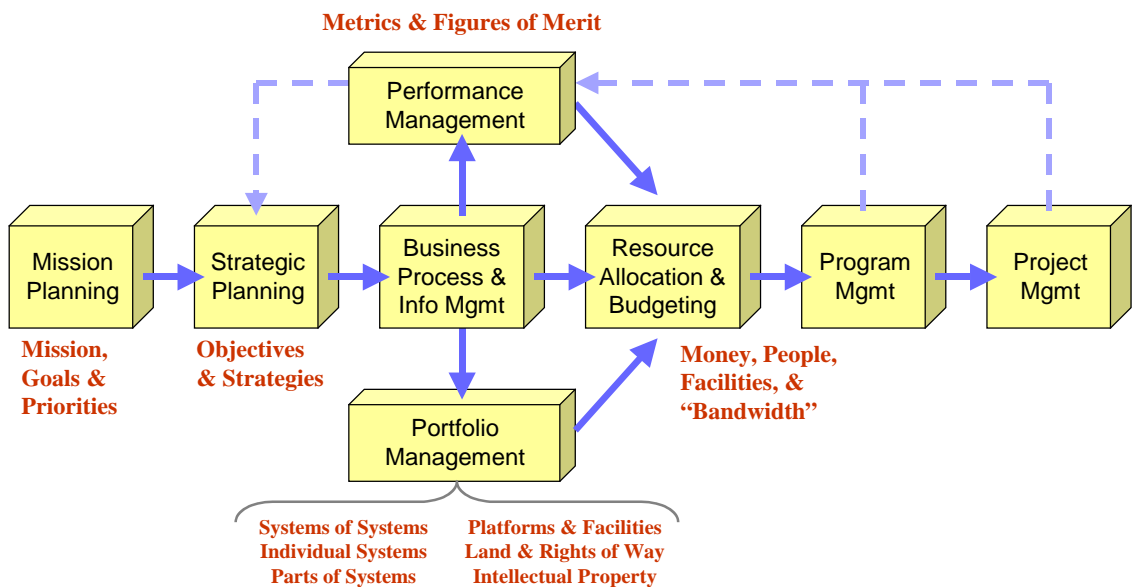 Metrics & Figures of Merit
Performance
Management
Mission
Planning
Strategic
Planning
Business
Process &
Info Mgmt
Resource
Allocation &
Budgeting
Program
Mgmt
Project
Mgmt
Mission,
Goals &
Priorities
Objectives
& Strategies
Money, People,
Facilities, &
“Bandwidth”
Portfolio
Management
Systems of Systems
Individual Systems
Parts of Systems
Platforms & Facilities
Land & Rights of Way
Intellectual Property